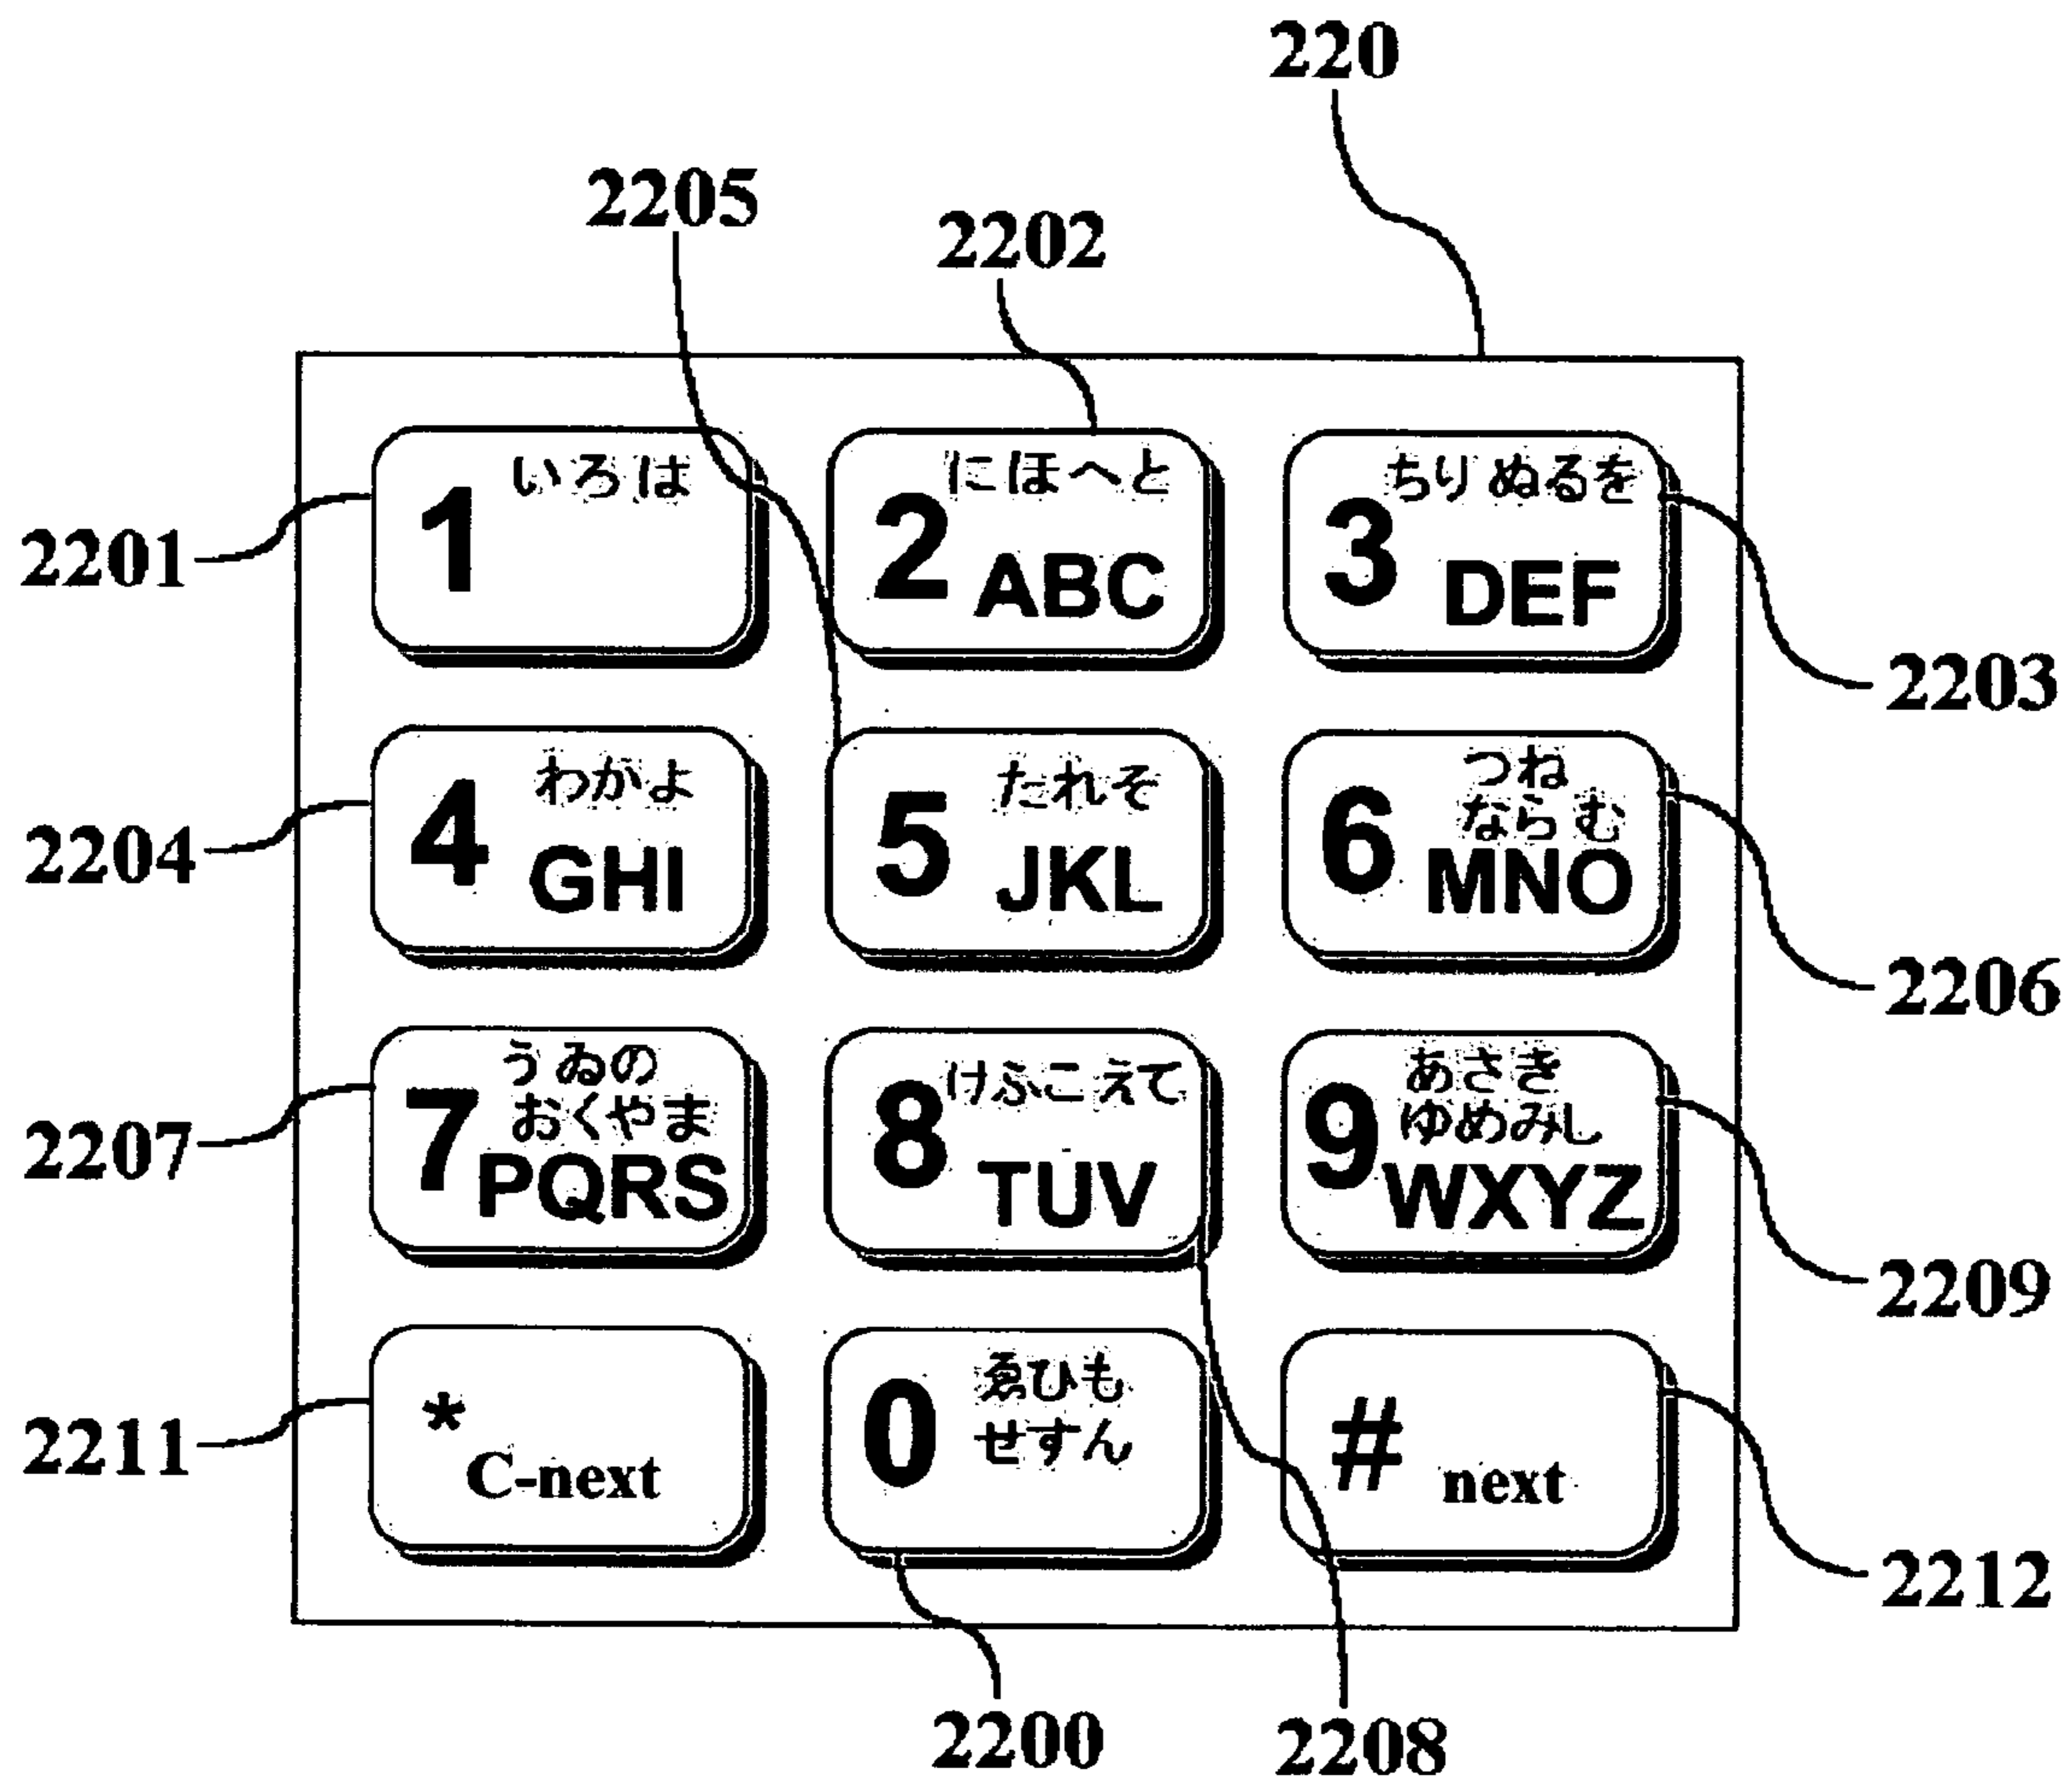 220
2205
2202
いろは
1
にほへと
2 ABC
ちりぬるを
3 DEF
2201
2203
わかよ
4 GHI
たれそ
5 JKL
つね
ならむ
6 MNO
2204
2206
うゐの
おくやま
7 PQRS
けふこえて
8 TUV
あさき
ゆめみし
9 WXYZ
2207
2209
*
C-next
ゑひも
せすん
0
# next
2211
2212
2200
2208